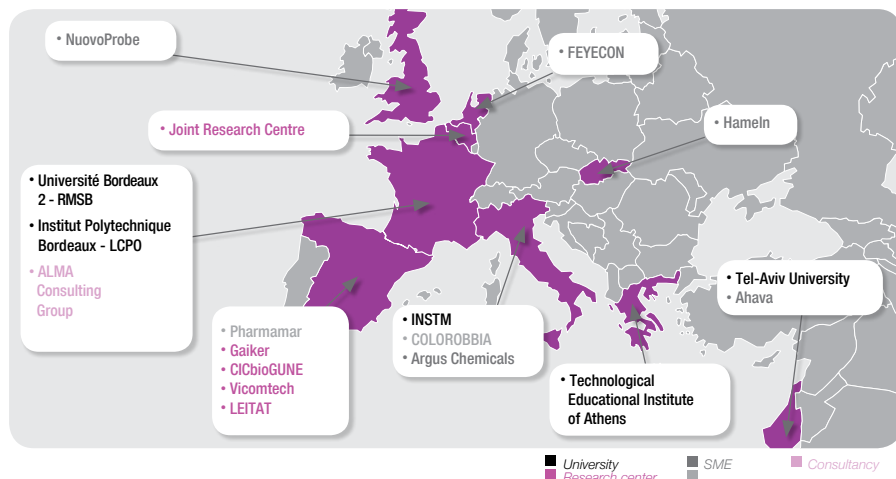 • NuovoProbe
• FEYECON
• Joint Research Centre
• Hameln
• Université Bordeaux
2 - RMSB
• Institut Polytechnique
Bordeaux - LCPO
• ALMA
Consulting
Group
• Tel-Aviv University
• Ahava
• Pharmamar
• Gaiker
• CICbioGUNE
• Vicomtech
• LEITAT
• INSTM
• COLOROBBIA
• Argus Chemicals
• Technological
Educational Institute
of Athens
University
SME
Consultancy
Research center